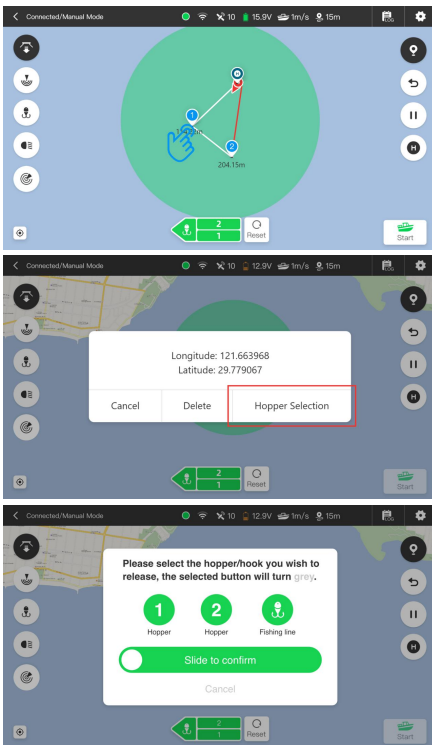 Connected/Manual Mode
10
15.9V
1m/s
15m
LOG
1
2
204.15m
H
2
1
Reset
Start
Connected/Manual Mode
10
12.9V
1m/s
15m
LOG
Longitude: 121.663968
Latitude: 29.779067
Cancel
Delete
Hopper Selection
H
2
1
Reset
Start
Connected/Manual Mode
10
12.9V
1m/s
15m
LOG
Please select the hopper/hook you wish to
release, the selected button will turn grey.
1
2
Hopper
Hopper
Fishing line
Slide to confirm
Cancel
H
2
1
Reset
Start